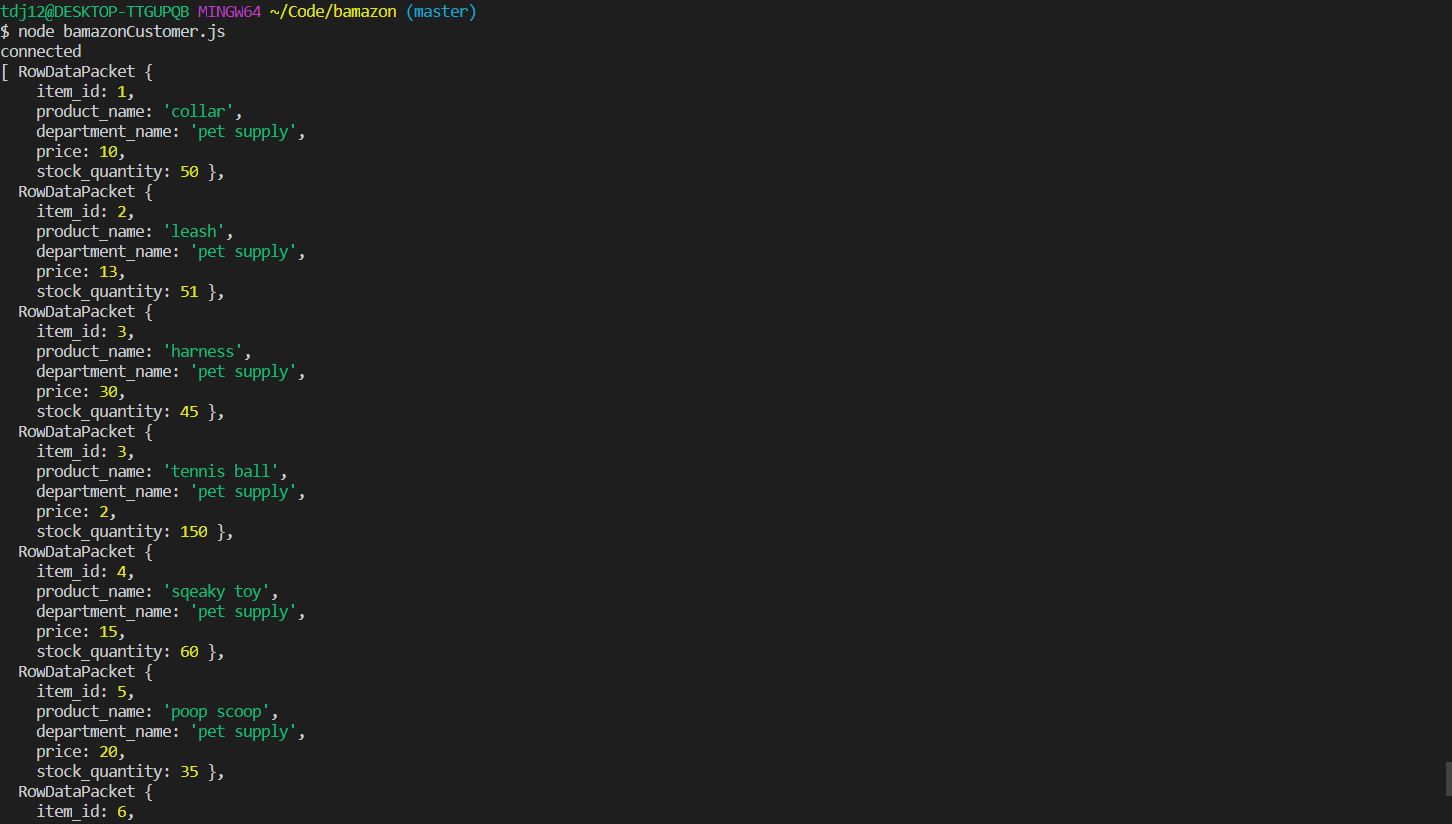 tdj12@DESKTOP-TTGUPQB MINGW64 ~/Code/bamazon (master)
$ node bamazonCustomer.js
connected
[ RowDataPacket {
    item_id: 1,
    product_name: 'collar',
    department_name: 'pet supply',
    price: 10,
    stock_quantity: 50 },
  RowDataPacket {
    item_id: 2,
    product_name: 'leash',
    department_name: 'pet supply',
    price: 13,
    stock_quantity: 51 },
  RowDataPacket {
    item_id: 3,
    product_name: 'harness',
    department_name: 'pet supply',
    price: 30,
    stock_quantity: 45 },
  RowDataPacket {
    item_id: 3,
    product_name: 'tennis ball',
    department_name: 'pet supply',
    price: 2,
    stock_quantity: 150 },
  RowDataPacket {
    item_id: 4,
    product_name: 'sqeaky toy',
    department_name: 'pet supply',
    price: 15,
    stock_quantity: 60 },
  RowDataPacket {
    item_id: 5,
    product_name: 'poop scoop',
    department_name: 'pet supply',
    price: 20,
    stock_quantity: 35 },
  RowDataPacket {
    item_id: 6,